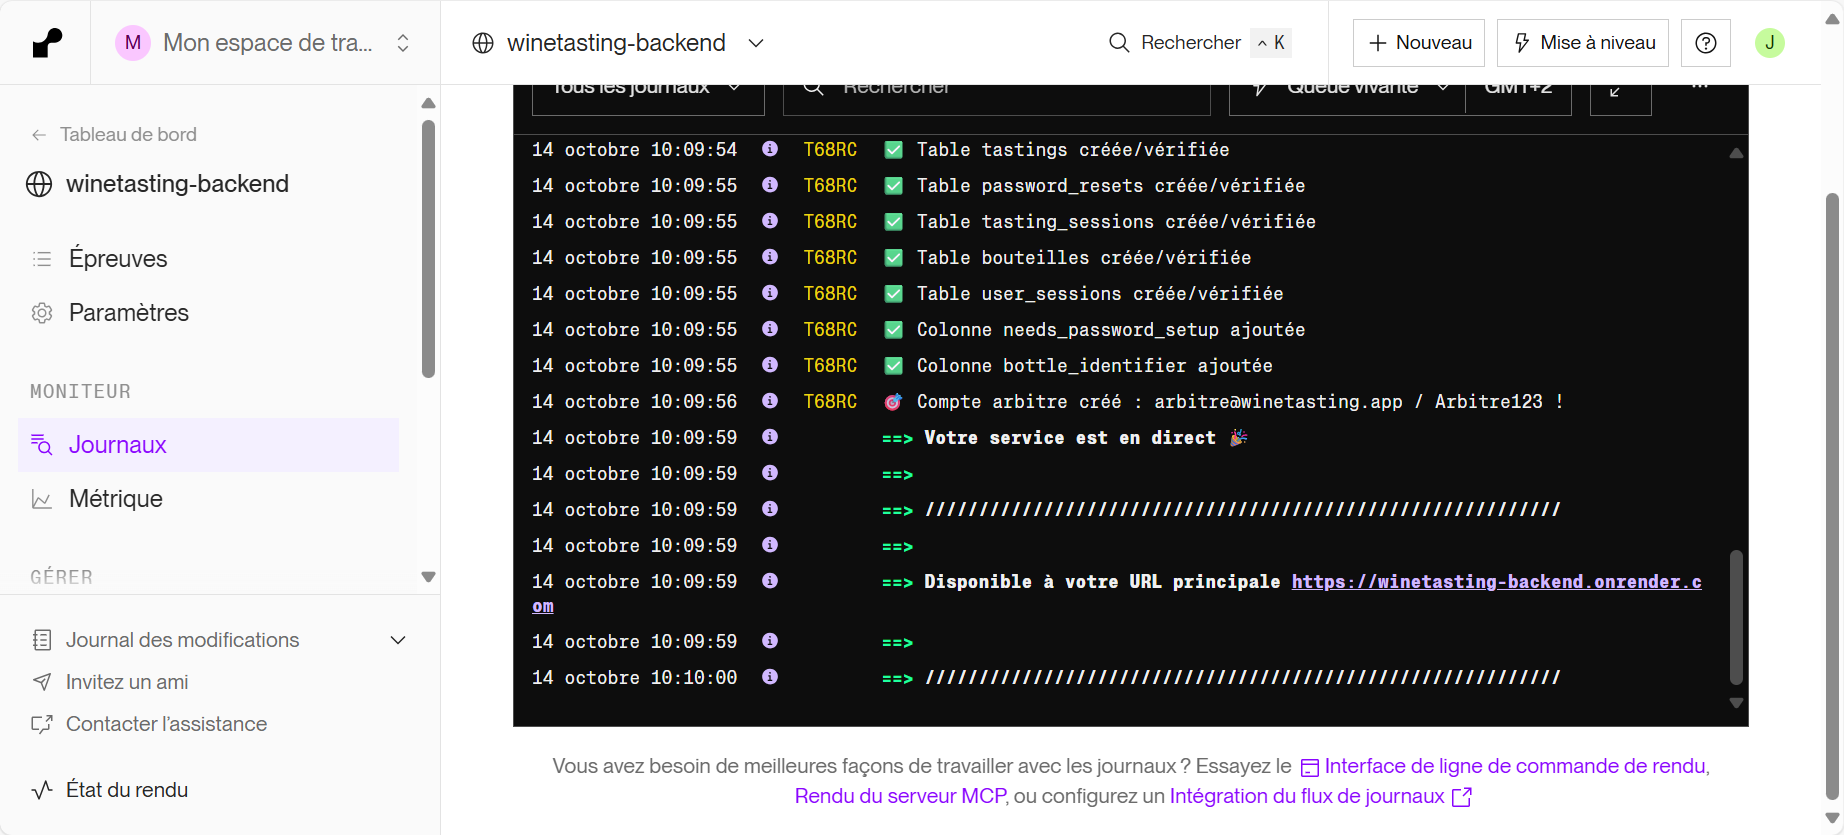 M Mon espace de tra...
winetasting-backend
Rechercher ^ K
+ Nouveau
Mise à niveau
J
← Tableau de bord
winetasting-backend
Épreuves
Paramètres
MONITEUR
Journaux
Métrique
GÉRER
Journal des modifications
Invitez un ami
Contacter l'assistance
État du rendu
Tous les journaux
Rechercher
Queue vivante
GMT+2
...
14 octobre 10:09:54 T68RC ✅ Table tastings créée/vérifiée
14 octobre 10:09:55 T68RC ✅ Table password_resets créée/vérifiée
14 octobre 10:09:55 T68RC ✅ Table tasting_sessions créée/vérifiée
14 octobre 10:09:55 T68RC ✅ Table bouteilles créée/vérifiée
14 octobre 10:09:55 T68RC ✅ Table user_sessions créée/vérifiée
14 octobre 10:09:55 T68RC ✅ Colonne needs_password_setup ajoutée
14 octobre 10:09:55 T68RC ✅ Colonne bottle_identifier ajoutée
14 octobre 10:09:56 T68RC 🎯 Compte arbitre créé : arbitre@winetasting.app / Arbitre123 !
14 octobre 10:09:59 ==> Votre service est en direct 🎉
14 octobre 10:09:59 ==>
14 octobre 10:09:59 ==> ///////////////////////////////////////////////////////////
14 octobre 10:09:59 ==>
14 octobre 10:09:59 ==> Disponible à votre URL principale https://winetasting-backend.onrender.c
om
14 octobre 10:09:59 ==>
14 octobre 10:10:00 ==> ///////////////////////////////////////////////////////////
Vous avez besoin de meilleures façons de travailler avec les journaux ? Essayez le Interface de ligne de commande de rendu,
Rendu du serveur MCP, ou configurez un Intégration du flux de journaux